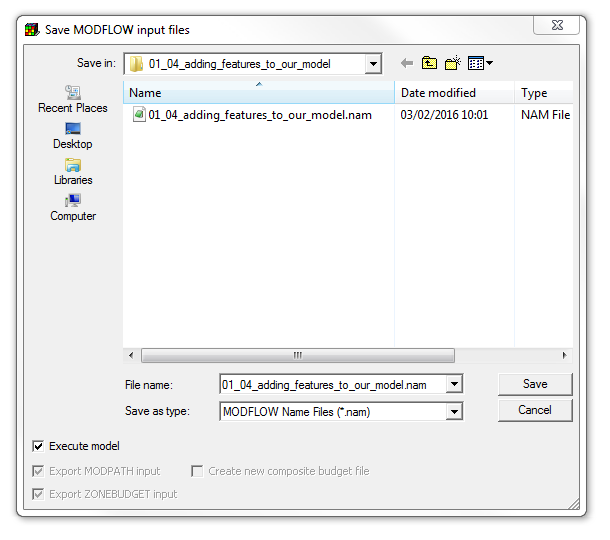 Save MODFLOW input files
Save in: 01_04_adding_features_to_our_model
Name Date modified Type
01_04_adding_features_to_our_model.nam 03/02/2016 10:01 NAM File
Recent Places
Desktop
Libraries
Computer
File name: 01_04_adding_features_to_our_model.nam Save
Save as type: MODFLOW Name Files (*.nam) Cancel
Execute model
Export MODPATH input Create new composite budget file
Export ZONEBUDGET input